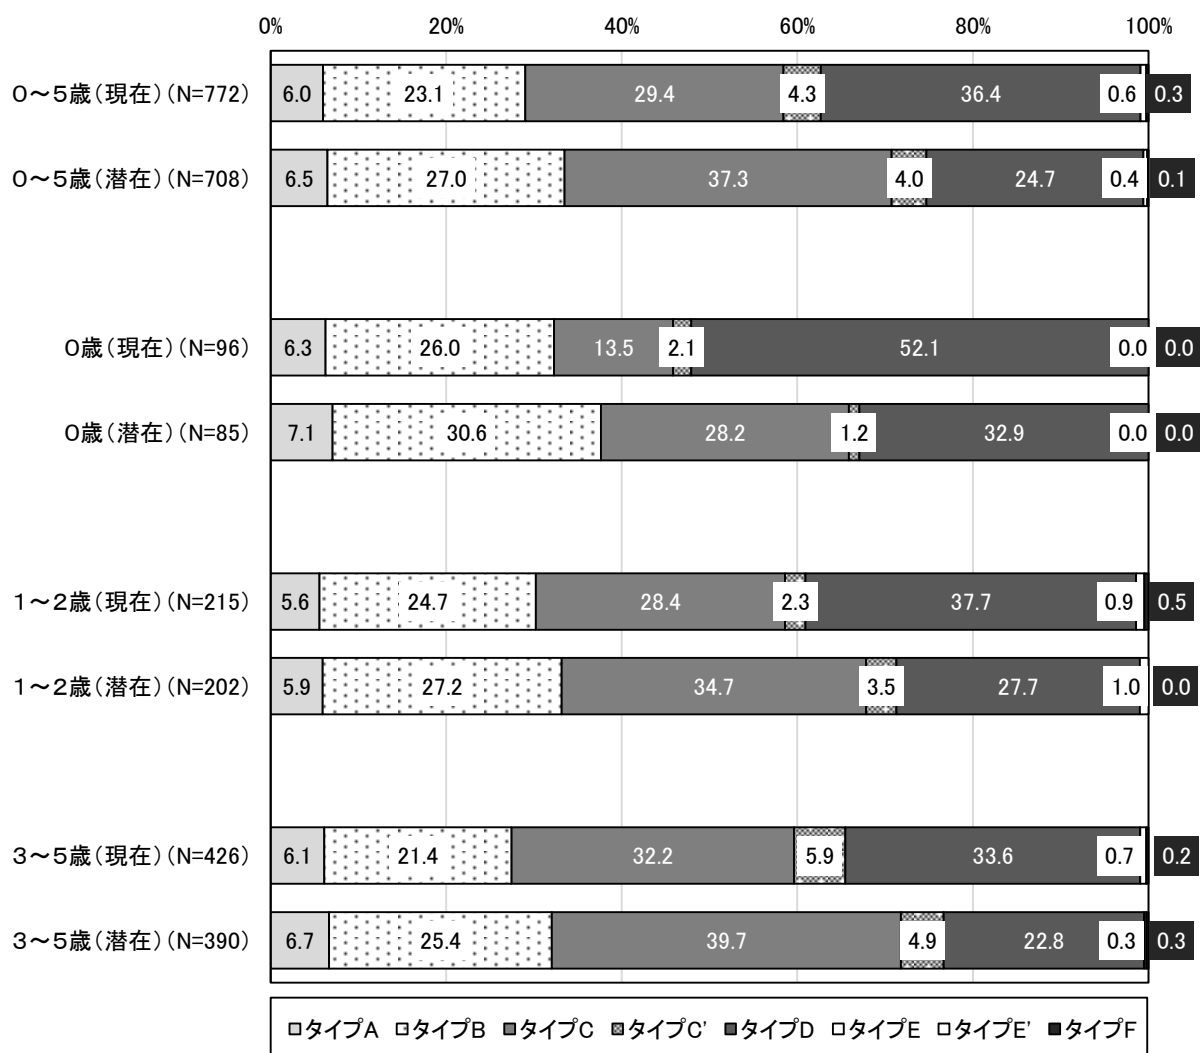 0% 20% 40% 60% 80% 100%
0～5歳(現在)(N=772) 6.0 23.1 29.4 4.3 36.4 0.6 0.3
0～5歳(潜在)(N=708) 6.5 27.0 37.3 4.0 24.7 0.4 0.1
0歳(現在)(N=96) 6.3 26.0 13.5 2.1 52.1 0.0 0.0
0歳(潜在)(N=85) 7.1 30.6 28.2 1.2 32.9 0.0 0.0
1～2歳(現在)(N=215) 5.6 24.7 28.4 2.3 37.7 0.9 0.5
1～2歳(潜在)(N=202) 5.9 27.2 34.7 3.5 27.7 1.0 0.0
3～5歳(現在)(N=426) 6.1 21.4 32.2 5.9 33.6 0.7 0.2
3～5歳(潜在)(N=390) 6.7 25.4 39.7 4.9 22.8 0.3 0.3
タイプA タイプB タイプC タイプC' タイプD タイプE タイプE' タイプF